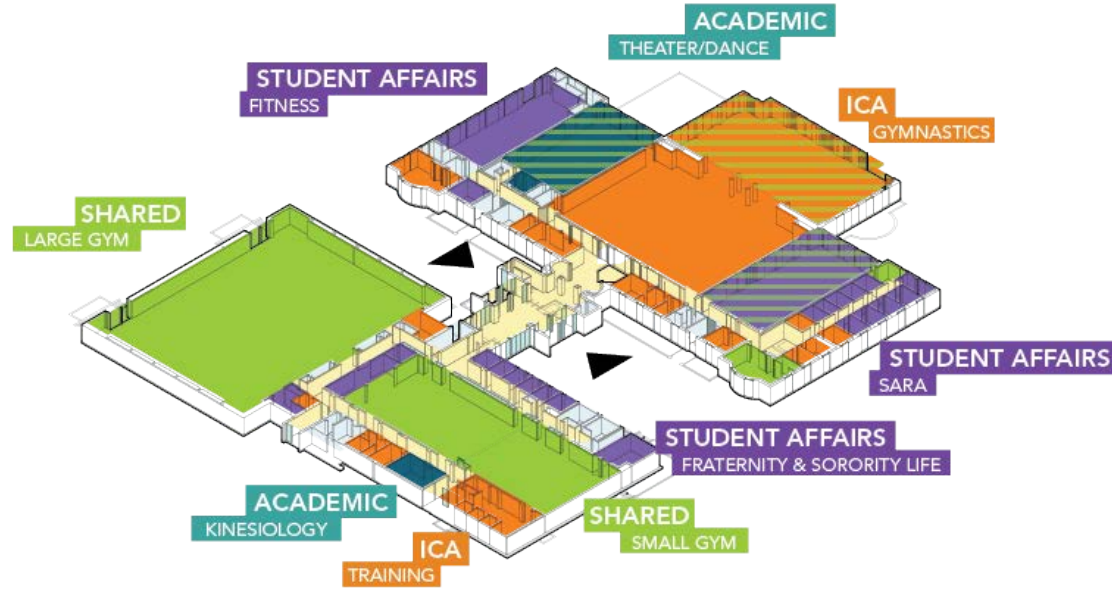 ACADEMIC
THEATER/DANCE
STUDENT AFFAIRS
FITNESS
ICA
GYMNASTICS
SHARED
LARGE GYM
STUDENT AFFAIRS
SARA
STUDENT AFFAIRS
FRATERNITY & SORORITY LIFE
ACADEMIC
KINESIOLOGY
SHARED
SMALL GYM
ICA
TRAINING